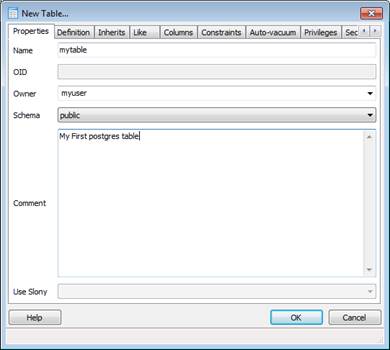 New Table...
Properties Definition Inherits Like Columns Constraints Auto-vacuum Privileges Sec
Name mytable
OID
Owner myuser
Schema public
Comment My First postgres table
Use Slony
Help OK Cancel